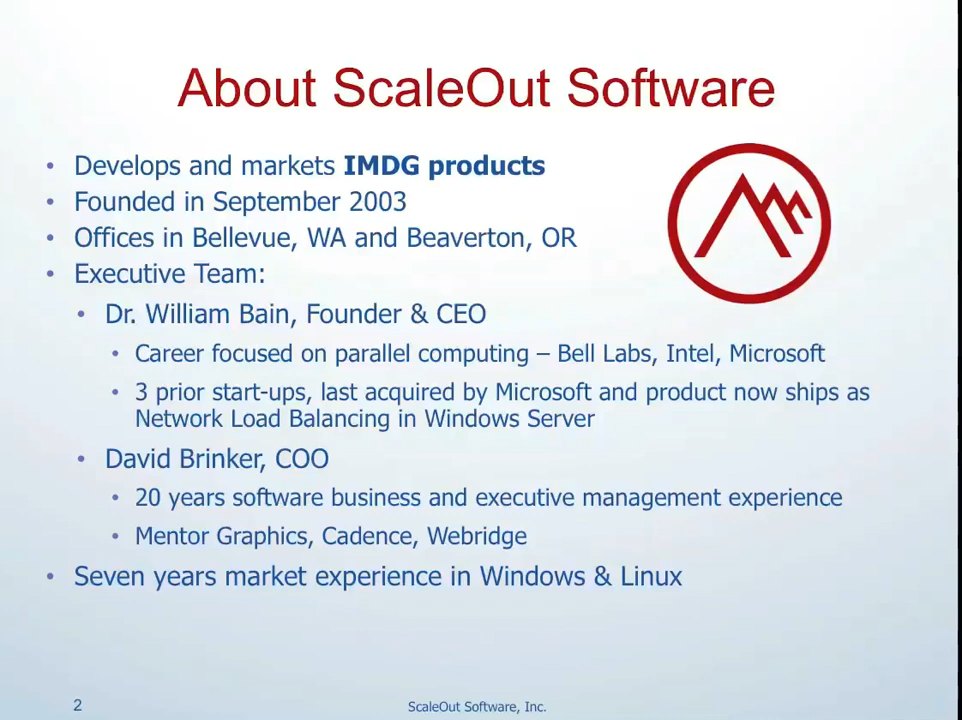 About ScaleOut Software
• Develops and markets IMDG products
• Founded in September 2003
• Offices in Bellevue, WA and Beaverton, OR
• Executive Team:
• Dr. William Bain, Founder & CEO
• Career focused on parallel computing – Bell Labs, Intel, Microsoft
• 3 prior start-ups, last acquired by Microsoft and product now ships as
Network Load Balancing in Windows Server
• David Brinker, COO
• 20 years software business and executive management experience
• Mentor Graphics, Cadence, Webridge
• Seven years market experience in Windows & Linux
2
ScaleOut Software, Inc.